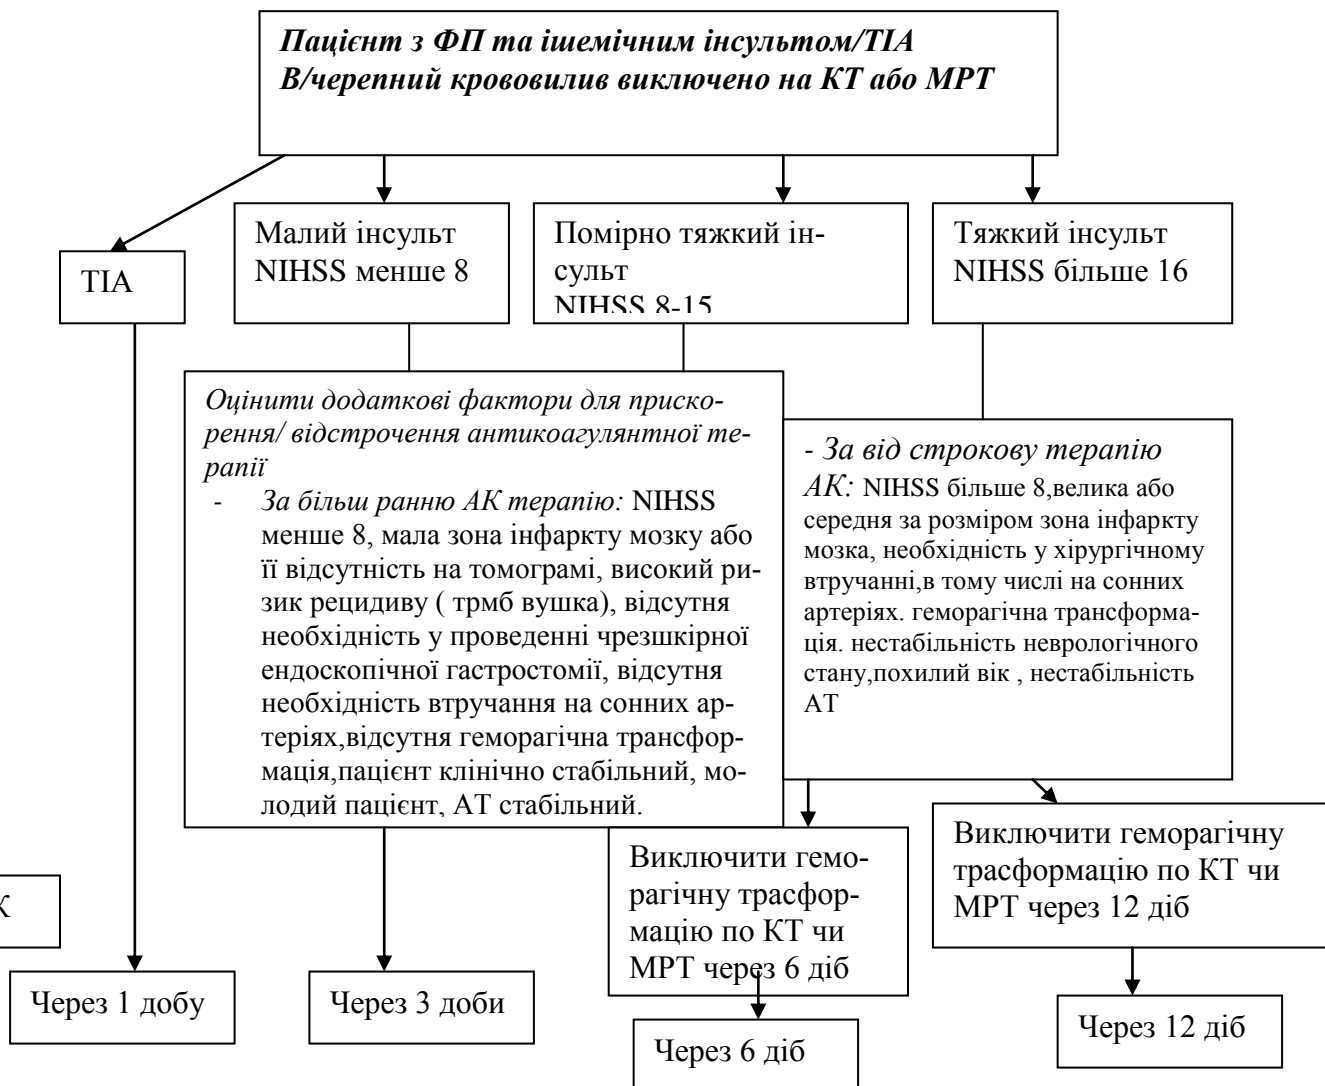 Пацієнт з ФП та ішемічним інсультом/ТІА
В/черепний крововилив виключено на КТ або МРТ
ТІА
Малий інсульт
NIHSS менше 8
Помірно тяжкий ін-
сульт
NIHSS 8-15
Тяжкий інсульт
NIHSS більше 16
Оцінити додаткові фактори для приско-
рення/ відстрочення антикоагулянтної те-
рапії
- За більш ранню АК терапію: NIHSS
менше 8, мала зона інфаркту мозку або
її відсутність на томограмі, високий ри-
зик рецидиву ( трмб вушка), відсутня
необхідність у проведенні чрезшкірної
ендоскопічної гастростомії, відсутня
необхідність втручання на сонних ар-
теріях,відсутня геморагічна трансфор-
мація,пацієнт клінічно стабільний, мо-
лодий пацієнт, АТ стабільний.
- За від строкову терапію
АК: NIHSS більше 8,велика або
середня за розміром зона інфаркту
мозка, необхідність у хірургічному
втручанні,в тому числі на сонних
артеріях. геморагічна трансформа-
ція. нестабільність неврологічного
стану,похилий вік , нестабільність
АТ
Виключити гемо-
рагічну трасфор-
мацію по КТ чи
МРТ через 6 діб
Виключити геморагічну
трасформацію по КТ чи
МРТ через 12 діб
К
Через 1 добу
Через 3 доби
Через 6 діб
Через 12 діб